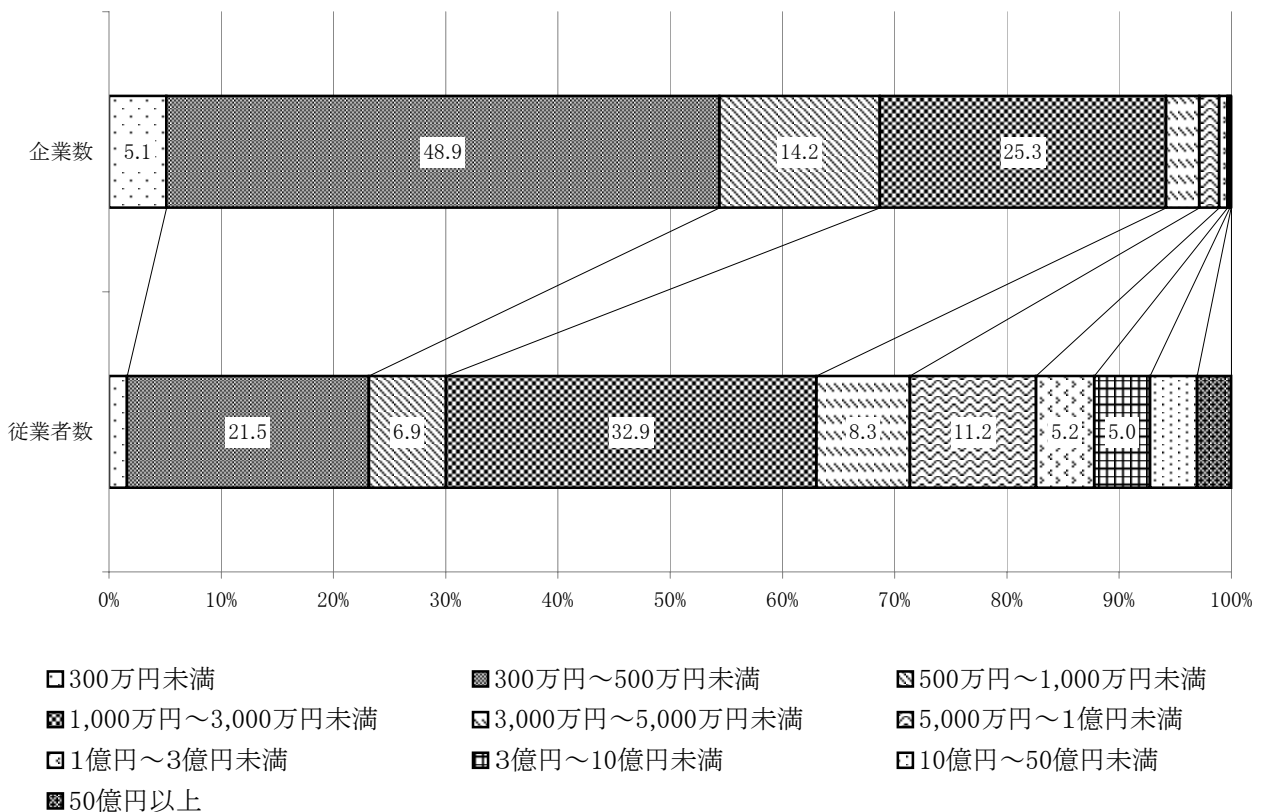 企業数 5.1 48.9 14.2 25.3
従業者数 21.5 6.9 32.9 8.3 11.2 5.2 5.0
0% 10% 20% 30% 40% 50% 60% 70% 80% 90% 100%
300万円未満 300万円～500万円未満 500万円～1,000万円未満
1,000万円～3,000万円未満 3,000万円～5,000万円未満 5,000万円～１億円未満
１億円～３億円未満 ３億円～10億円未満 10億円～50億円未満
50億円以上